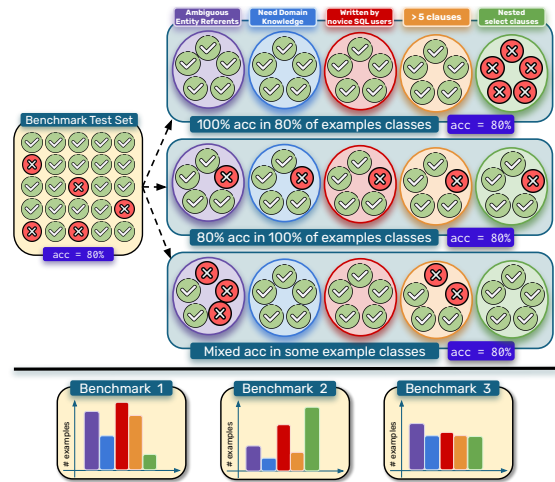 Ambiguous
Entity Referents
Need Domain
Knowledge
Written by
novice SQL users
> 5 clauses
Nested
select clauses
100% acc in 80% of examples classes
acc = 80%
Benchmark Test Set
acc = 80%
80% acc in 100% of examples classes
acc = 80%
Mixed acc in some example classes
acc = 80%
Benchmark 1
# examples
Benchmark 2
# examples
Benchmark 3
# examples